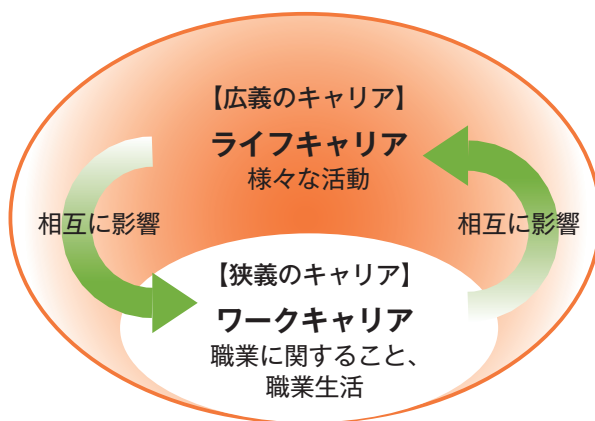 【広義のキャリア】
ライフキャリア
様々な活動
相互に影響
相互に影響
【狭義のキャリア】
ワークキャリア
職業に関すること、
職業生活